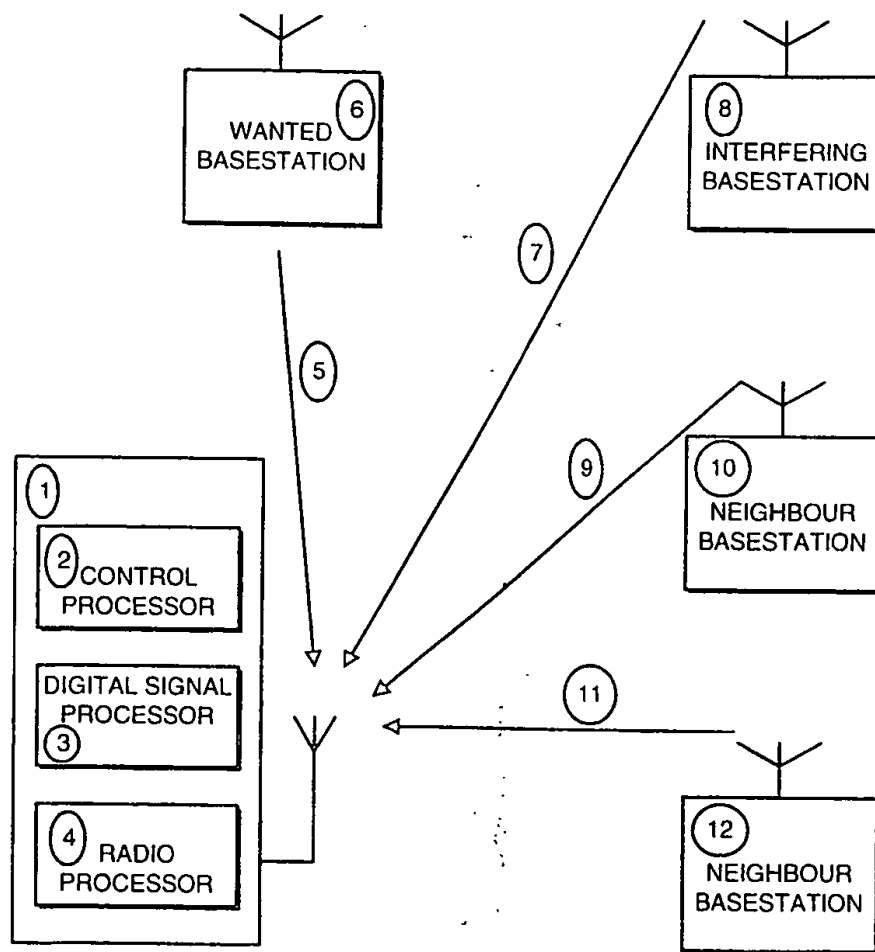 6
WANTED
BASESTATION
8
INTERFERING
BASESTATION
7
5
9
10
NEIGHBOUR
BASESTATION
1
2
CONTROL
PROCESSOR
DIGITAL SIGNAL
PROCESSOR
3
11
4
RADIO
PROCESSOR
12
NEIGHBOUR
BASESTATION